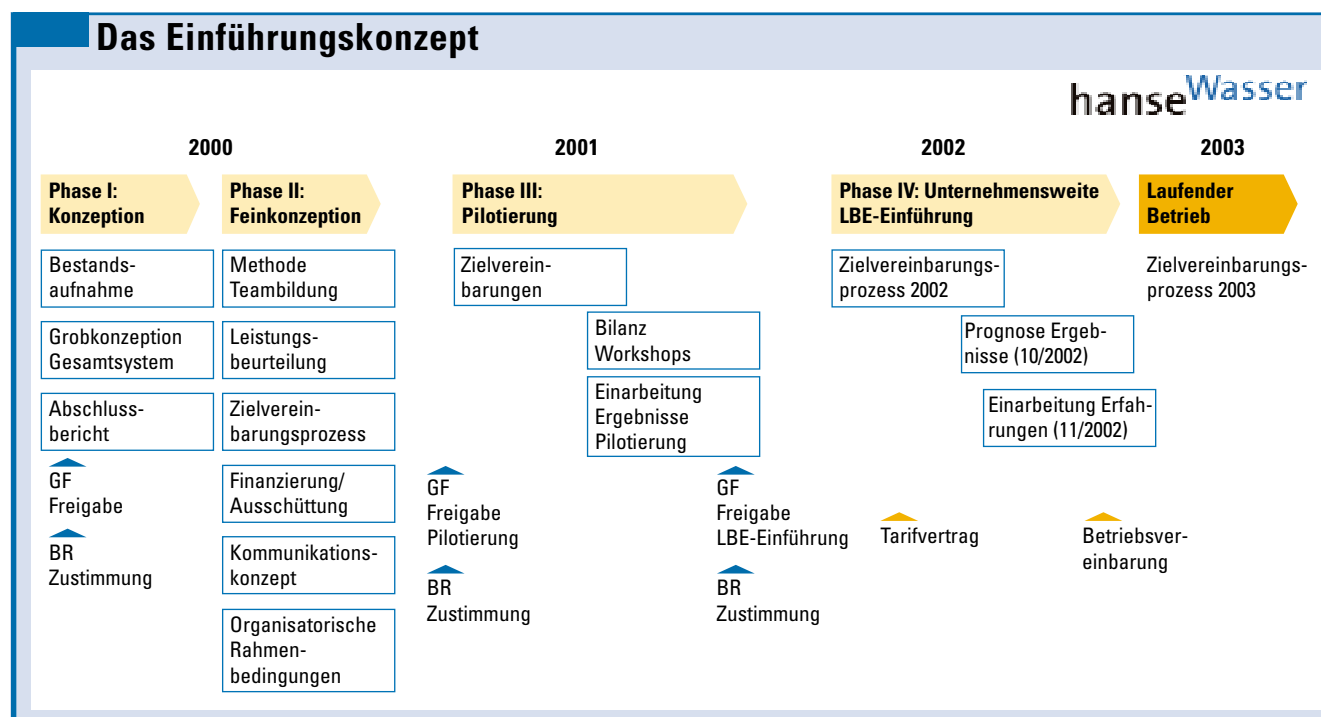 Das Einführungskonzept
hanseWasser
2000
2001
2002
2003
Phase I:
Konzeption
Phase II:
Feinkonzeption
Phase III:
Pilotierung
Phase IV: Unternehmensweite
LBE-Einführung
Laufender
Betrieb
Bestands-
aufnahme
Grobkonzeption
Gesamtsystem
Abschluss-
bericht
GF
Freigabe
BR
Zustimmung
Methode
Teambildung
Leistungs-
beurteilung
Zielverein-
barungsprozess
Finanzierung/
Ausschüttung
Kommunikations-
konzept
Organisatorische
Rahmen-
bedingungen
Zielverein-
barungen
Bilanz
Workshops
Einarbeitung
Ergebnisse
Pilotierung
GF
Freigabe
Pilotierung
BR
Zustimmung
GF
Freigabe
LBE-Einführung
BR
Zustimmung
Zielvereinbarungs-
prozess 2002
Prognose Ergeb-
nisse (10/2002)
Einarbeitung Erfah-
rungen (11/2002)
Tarifvertrag
Betriebsver-
einbarung
Zielvereinbarungs-
prozess 2003